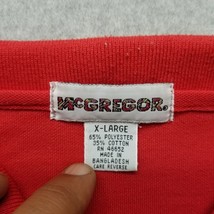 McGREGOR.
X-LARGE
65% POLYESTER
35% COTTON
RN 46652
MADE IN
BANGLADESH
CARE REVERSE